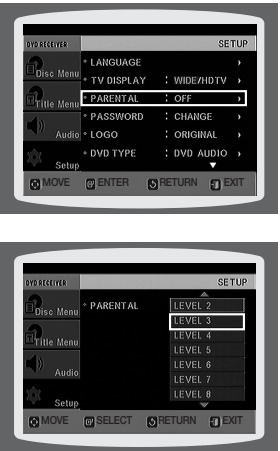 DVD RECEIVER SETUP
Disc Menu
Title Menu
Audio
Setup
LANGUAGE
TV DISPLAY : WIDE/HDTV
PARENTAL : OFF
PASSWORD : CHANGE
LOGO : ORIGINAL
DVD TYPE : DVD AUDIO
MOVE ENTER RETURN EXIT
DVD RECEIVER SETUP
Disc Menu
Title Menu
Audio
Setup
PARENTAL
LEVEL 2
LEVEL 3
LEVEL 4
LEVEL 5
LEVEL 6
LEVEL 7
LEVEL 8
MOVE SELECT RETURN EXIT